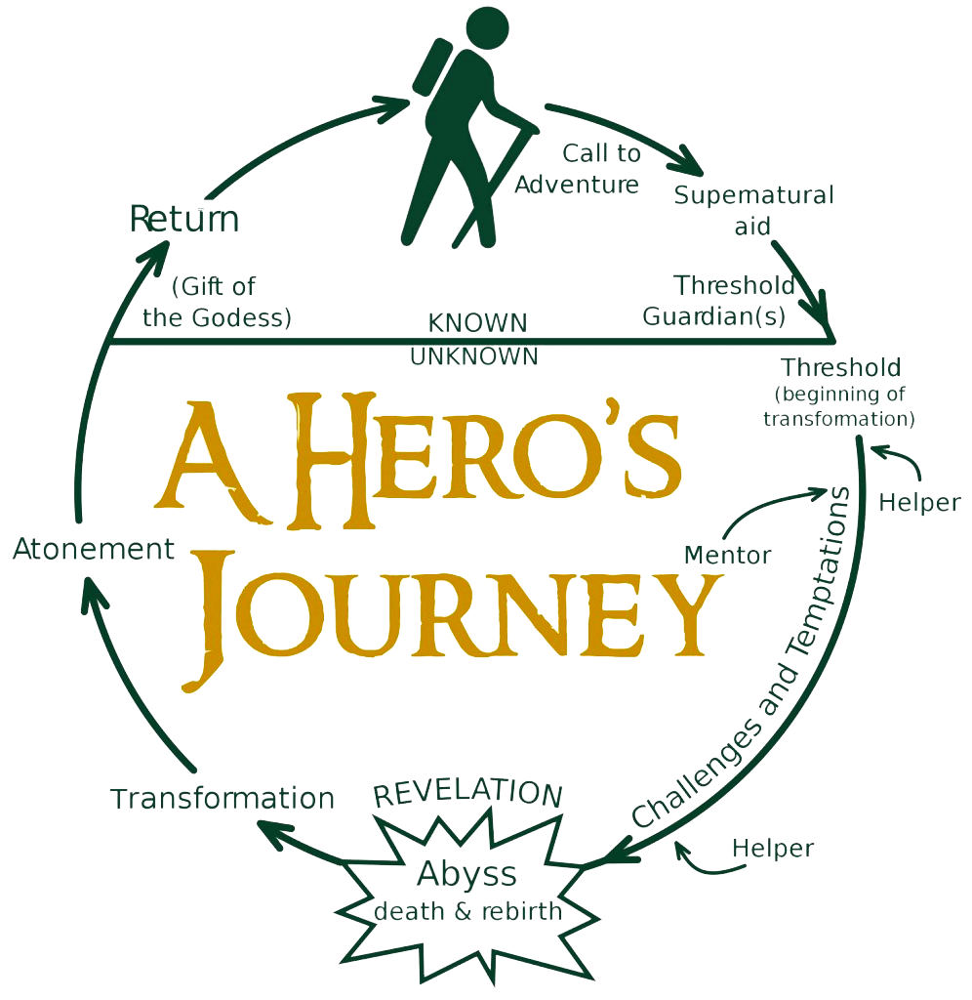 Call to
Adventure
Supernatural
aid
Threshold
Guardian(s)
Return
(Gift of
the Godess)
KNOWN
UNKNOWN
Threshold
(beginning of
transformation)
Helper
Mentor
Challenges and Temptations
Helper
A HERO'S
JOURNEY
REVELATION
Abyss
death & rebirth
Transformation
Atonement